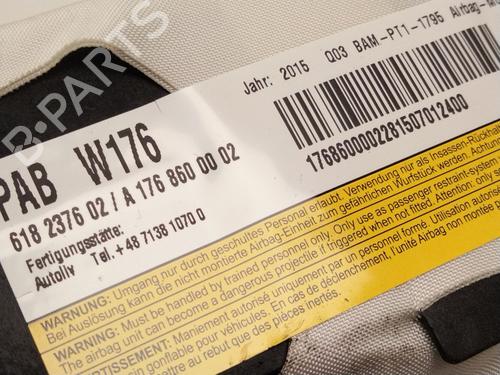 B-PARTS
Jahr: 2015 Q03 BAM.-PT1-1795 Airbag-M
PAB W176
618 2376 02 / A 176 860 00 02
Fertigungsstätte:
Autoliv Tel.+48 7138 1070 0
1768600002281507012400
WARNUNG: Umgang nur durch geschultes Personal erlaubt. Verwendung nur als Insassen-Rückhal
Bei Auslösung kann die nicht montierte Airbag-Einheit zum gefährlichen Wurfstück werden. Achtung
WARNING: Must be handled by trained personnel only. Use only as passenger restraint-system
The airbag unit can become a dangerous projectile if triggered when not fitted. Attention!
ERTISSEMENT: Maniement autorisé uniquement par un personnel formé. Utilisation autorisé
gonflable pour véhicules. En cas de déclenchement, l'unité Airbag non montée po
des pièces inertes.